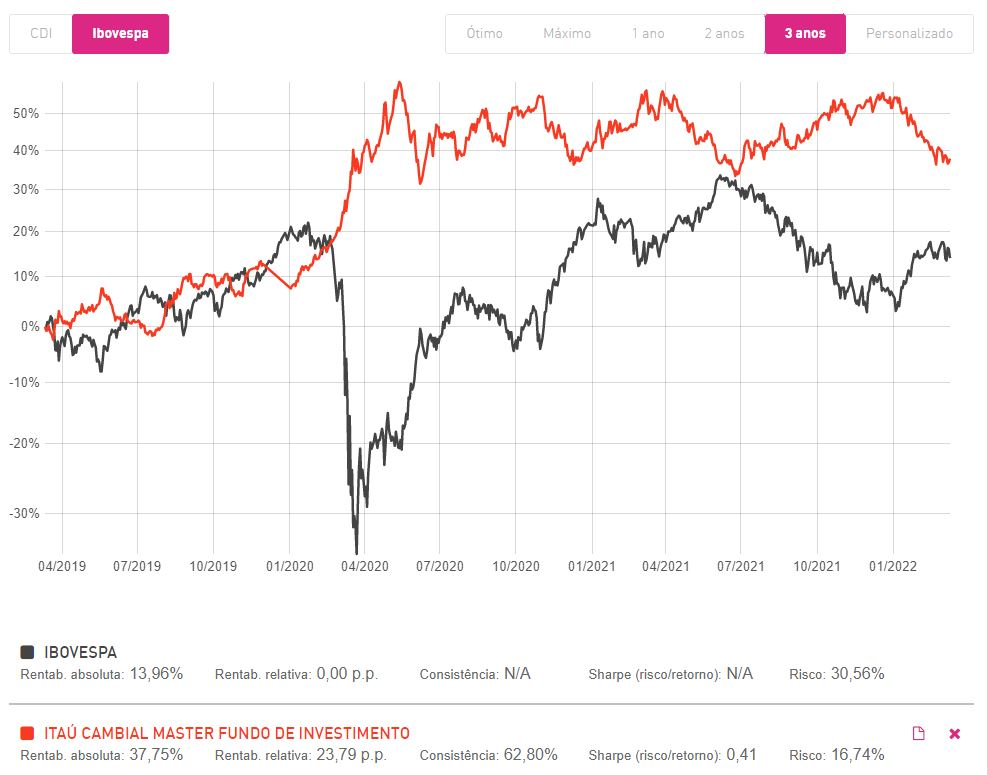 CDI Ibovespa Ótimo Máximo 1 ano 2 anos 3 anos Personalizado
50%
40%
30%
20%
10%
0%
-10%
-20%
-30%
04/2019 07/2019 10/2019 01/2020 04/2020 07/2020 10/2020 01/2021 04/2021 07/2021 10/2021 01/2022
IBOVESPA
Rentab. absoluta: 13,96% Rentab. relativa: 0,00 p.p. Consistência: N/A Sharpe (risco/retorno): N/A Risco: 30,56%
ITAÚ CAMBIAL MASTER FUNDO DE INVESTIMENTO
Rentab. absoluta: 37,75% Rentab. relativa: 23,79 p.p. Consistência: 62,80% Sharpe (risco/retorno): 0,41 Risco: 16,74%